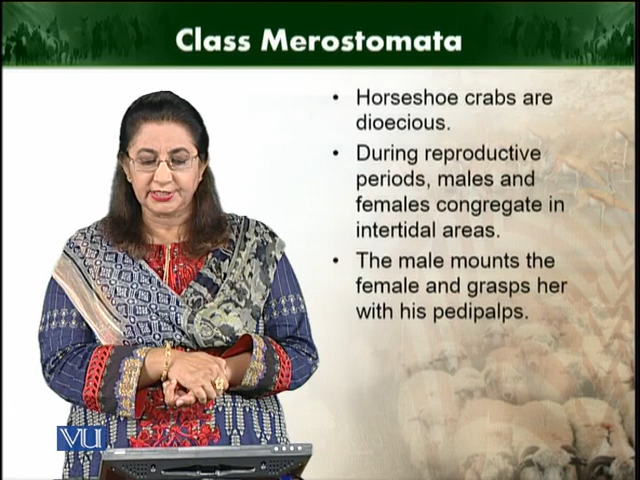 Class Merostomata
• Horseshoe crabs are
dioecious.
• During reproductive
periods, males and
females congregate in
intertidal areas.
• The male mounts the
female and grasps her
with his pedipalps.
VU